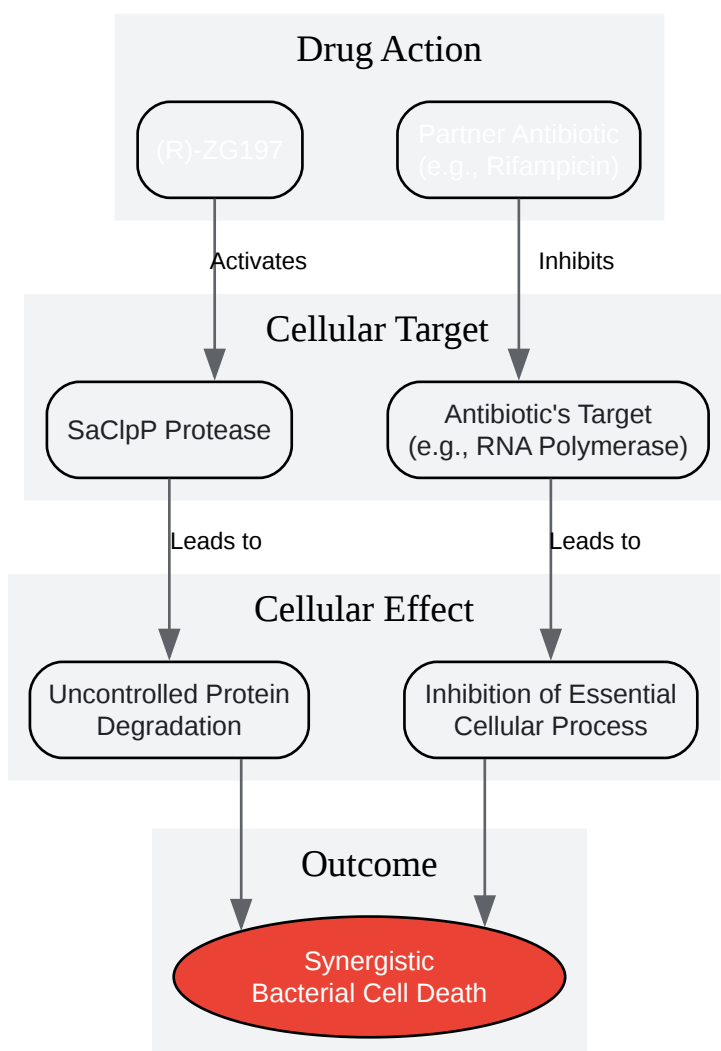 Drug Action
(R)-ZG197
Partner Antibiotic
(e.g., Rifampicin)
Activates
Inhibits
Cellular Target
SaClpP Protease
Antibiotic's Target
(e.g., RNA Polymerase)
Leads to
Leads to
Cellular Effect
Uncontrolled Protein
Degradation
Inhibition of Essential
Cellular Process
Outcome
Synergistic
Bacterial Cell Death